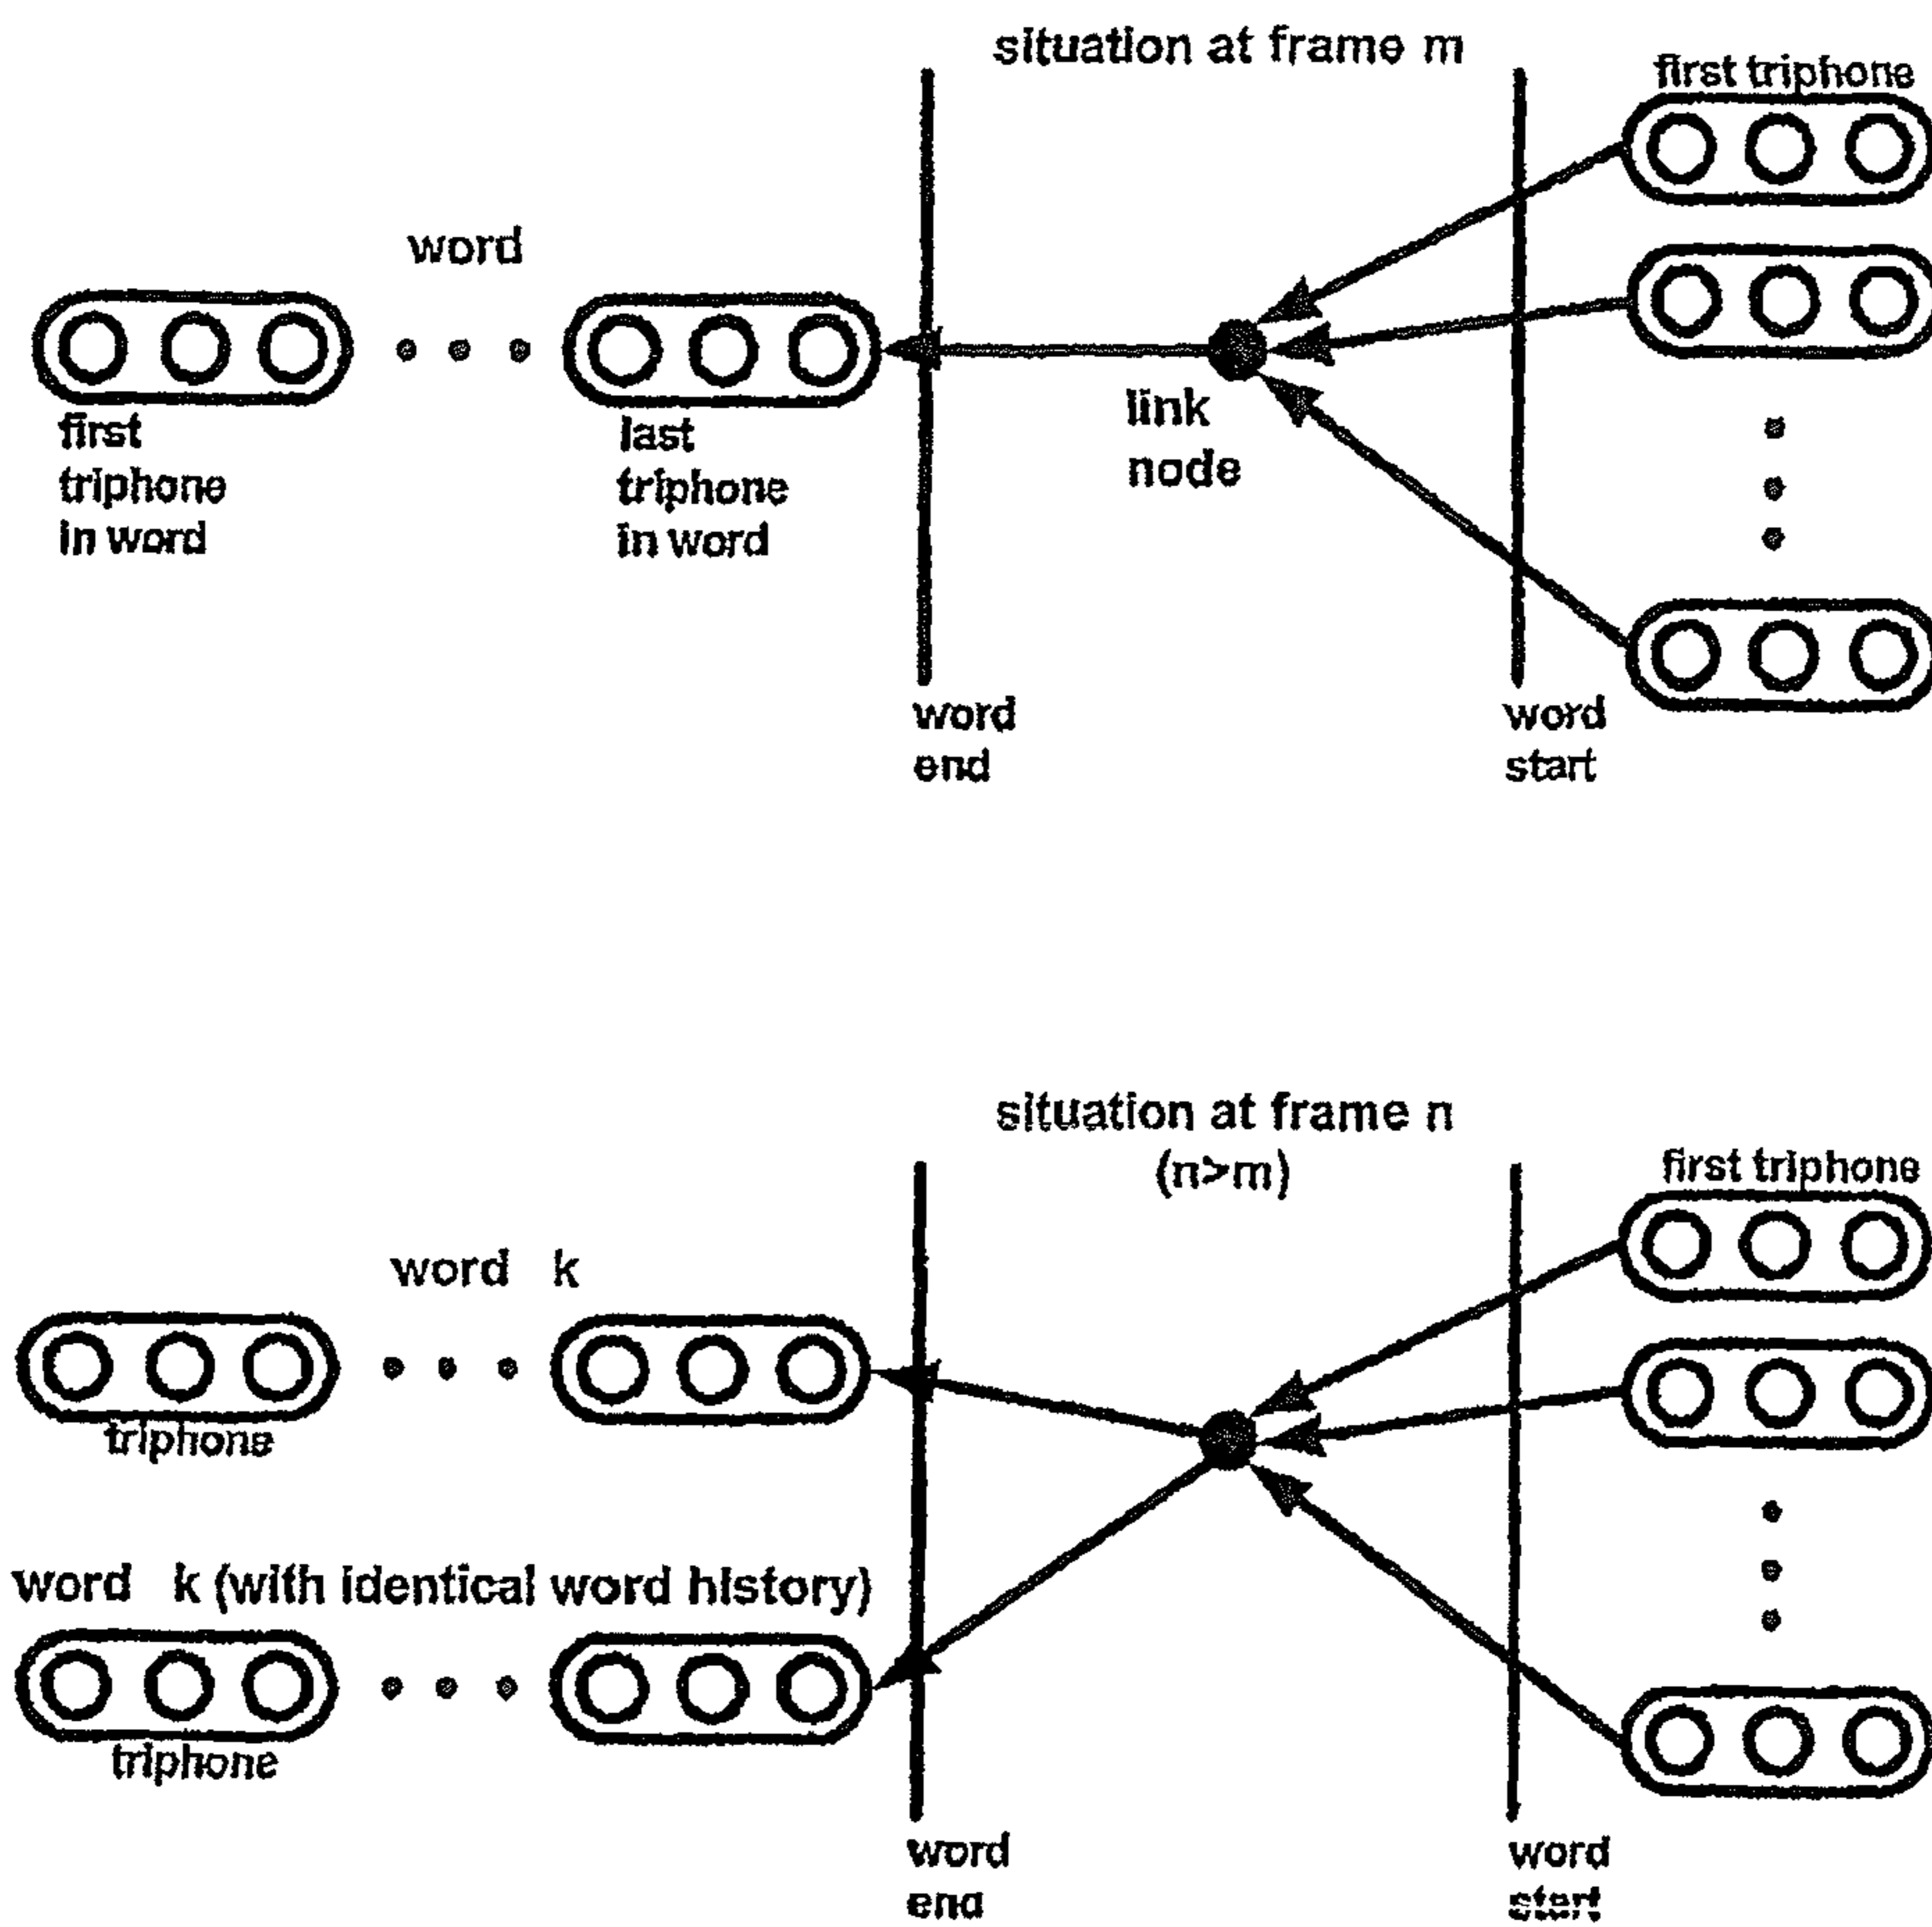 situation at frame m
first triphone
word
first
triphone
in word
last
triphone
in word
link
node
word
end
word
start
situation at frame n
(n>m)
first triphone
word k
triphone
word k (with identical word history)
triphone
word
end
word
start